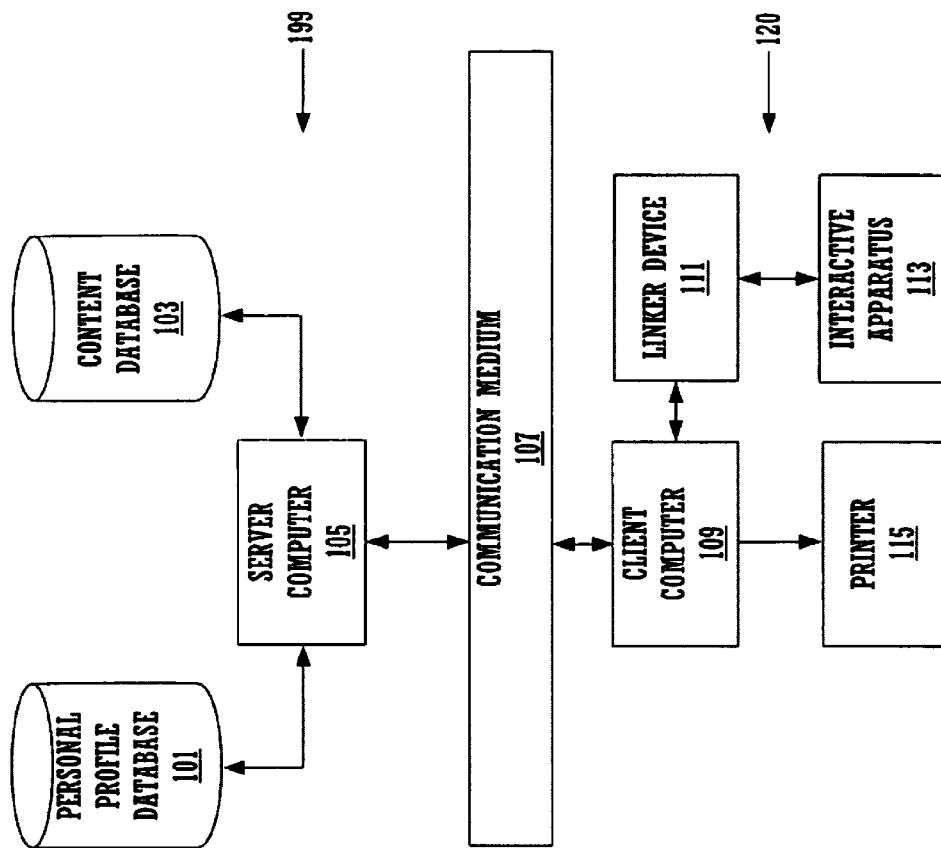 PERSONAL
PROFILE
DATABASE
101
CONTENT
DATABASE
103
SERVER
COMPUTER
105
199
COMMUNICATION MEDIUM
107
CLIENT
COMPUTER
109
LINKER DEVICE
111
120
PRINTER
115
INTERACTIVE
APPARATUS
113